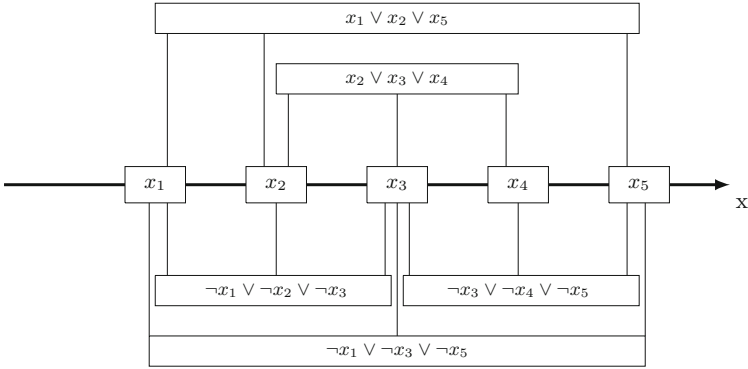 x₁ ∨ x₂ ∨ x₅
x₂ ∨ x₃ ∨ x₄
x₁ x₂ x₃ x₄ x₅
x
¬x₁ ∨ ¬x₂ ∨ ¬x₃ ¬x₃ ∨ ¬x₄ ∨ ¬x₅
¬x₁ ∨ ¬x₃ ∨ ¬x₅